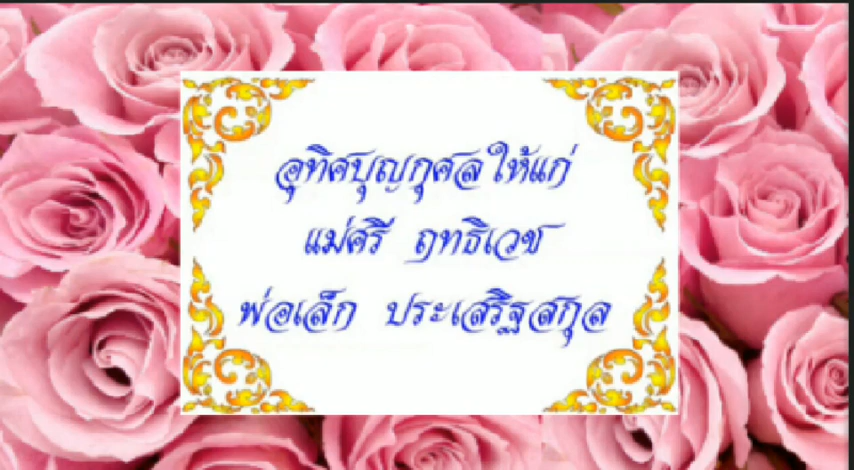 อุทิศบุญกุศลให้แก่
แม่ศรี ฤทธิเวช
พ่อเล็ก ประเสริฐสกุล